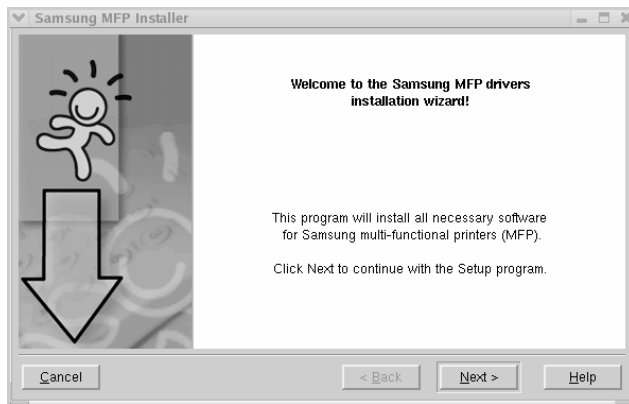 Samsung MFP Installer
Welcome to the Samsung MFP drivers
installation wizard!
This program will install all necessary software
for Samsung multi-functional printers (MFP).
Click Next to continue with the Setup program.
Cancel
< Back
Next >
Help